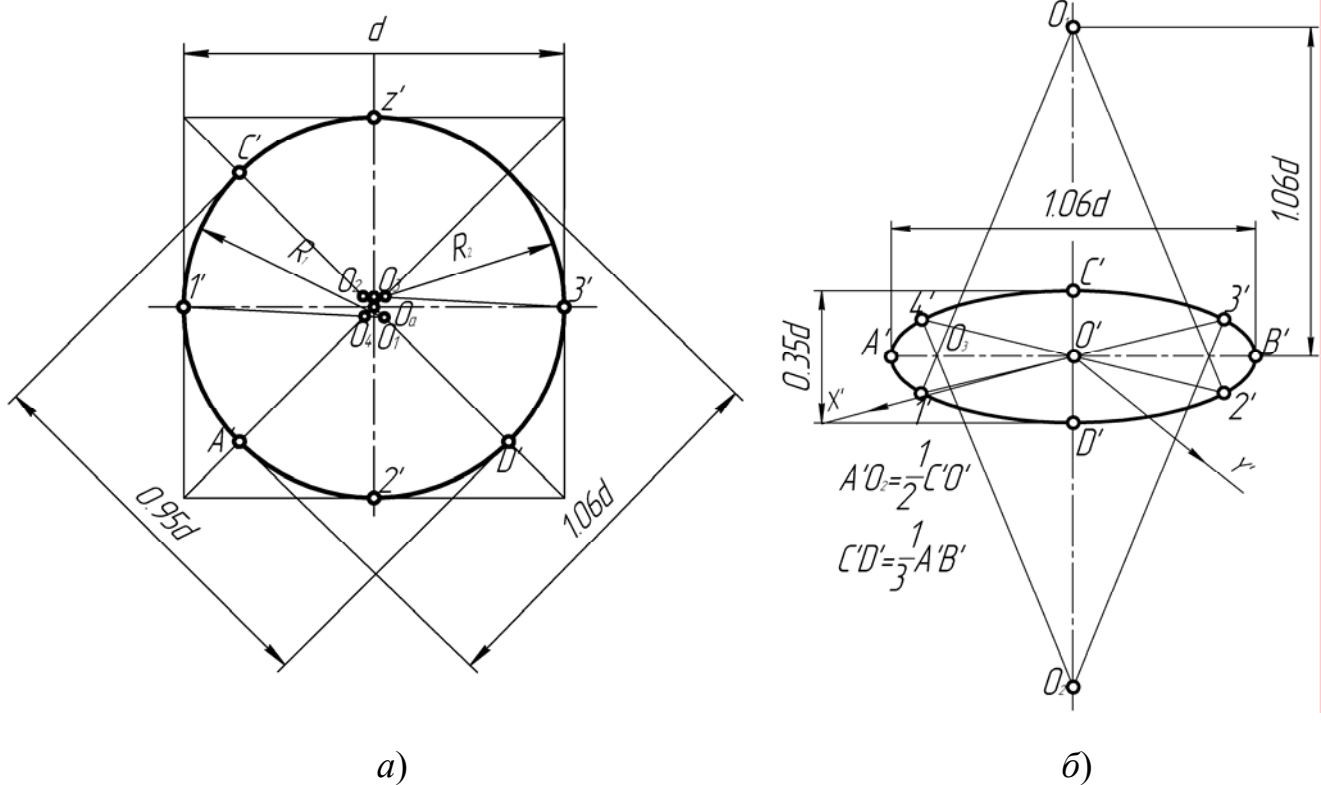 d
z'
C'
R₁
R₂
O₂
O₃
1'
3'
Oₐ
O₄
O₁
A'
D'
2'
0.95d
1.06d
а)
O₁
1.06d
1.06d
C'
4'
3'
0.35d
A'
O₃
O'
B'
X'
1'
2'
D'
Y'
A'O₂=1/2C'O'
C'D'=1/3A'B'
O₂
б)